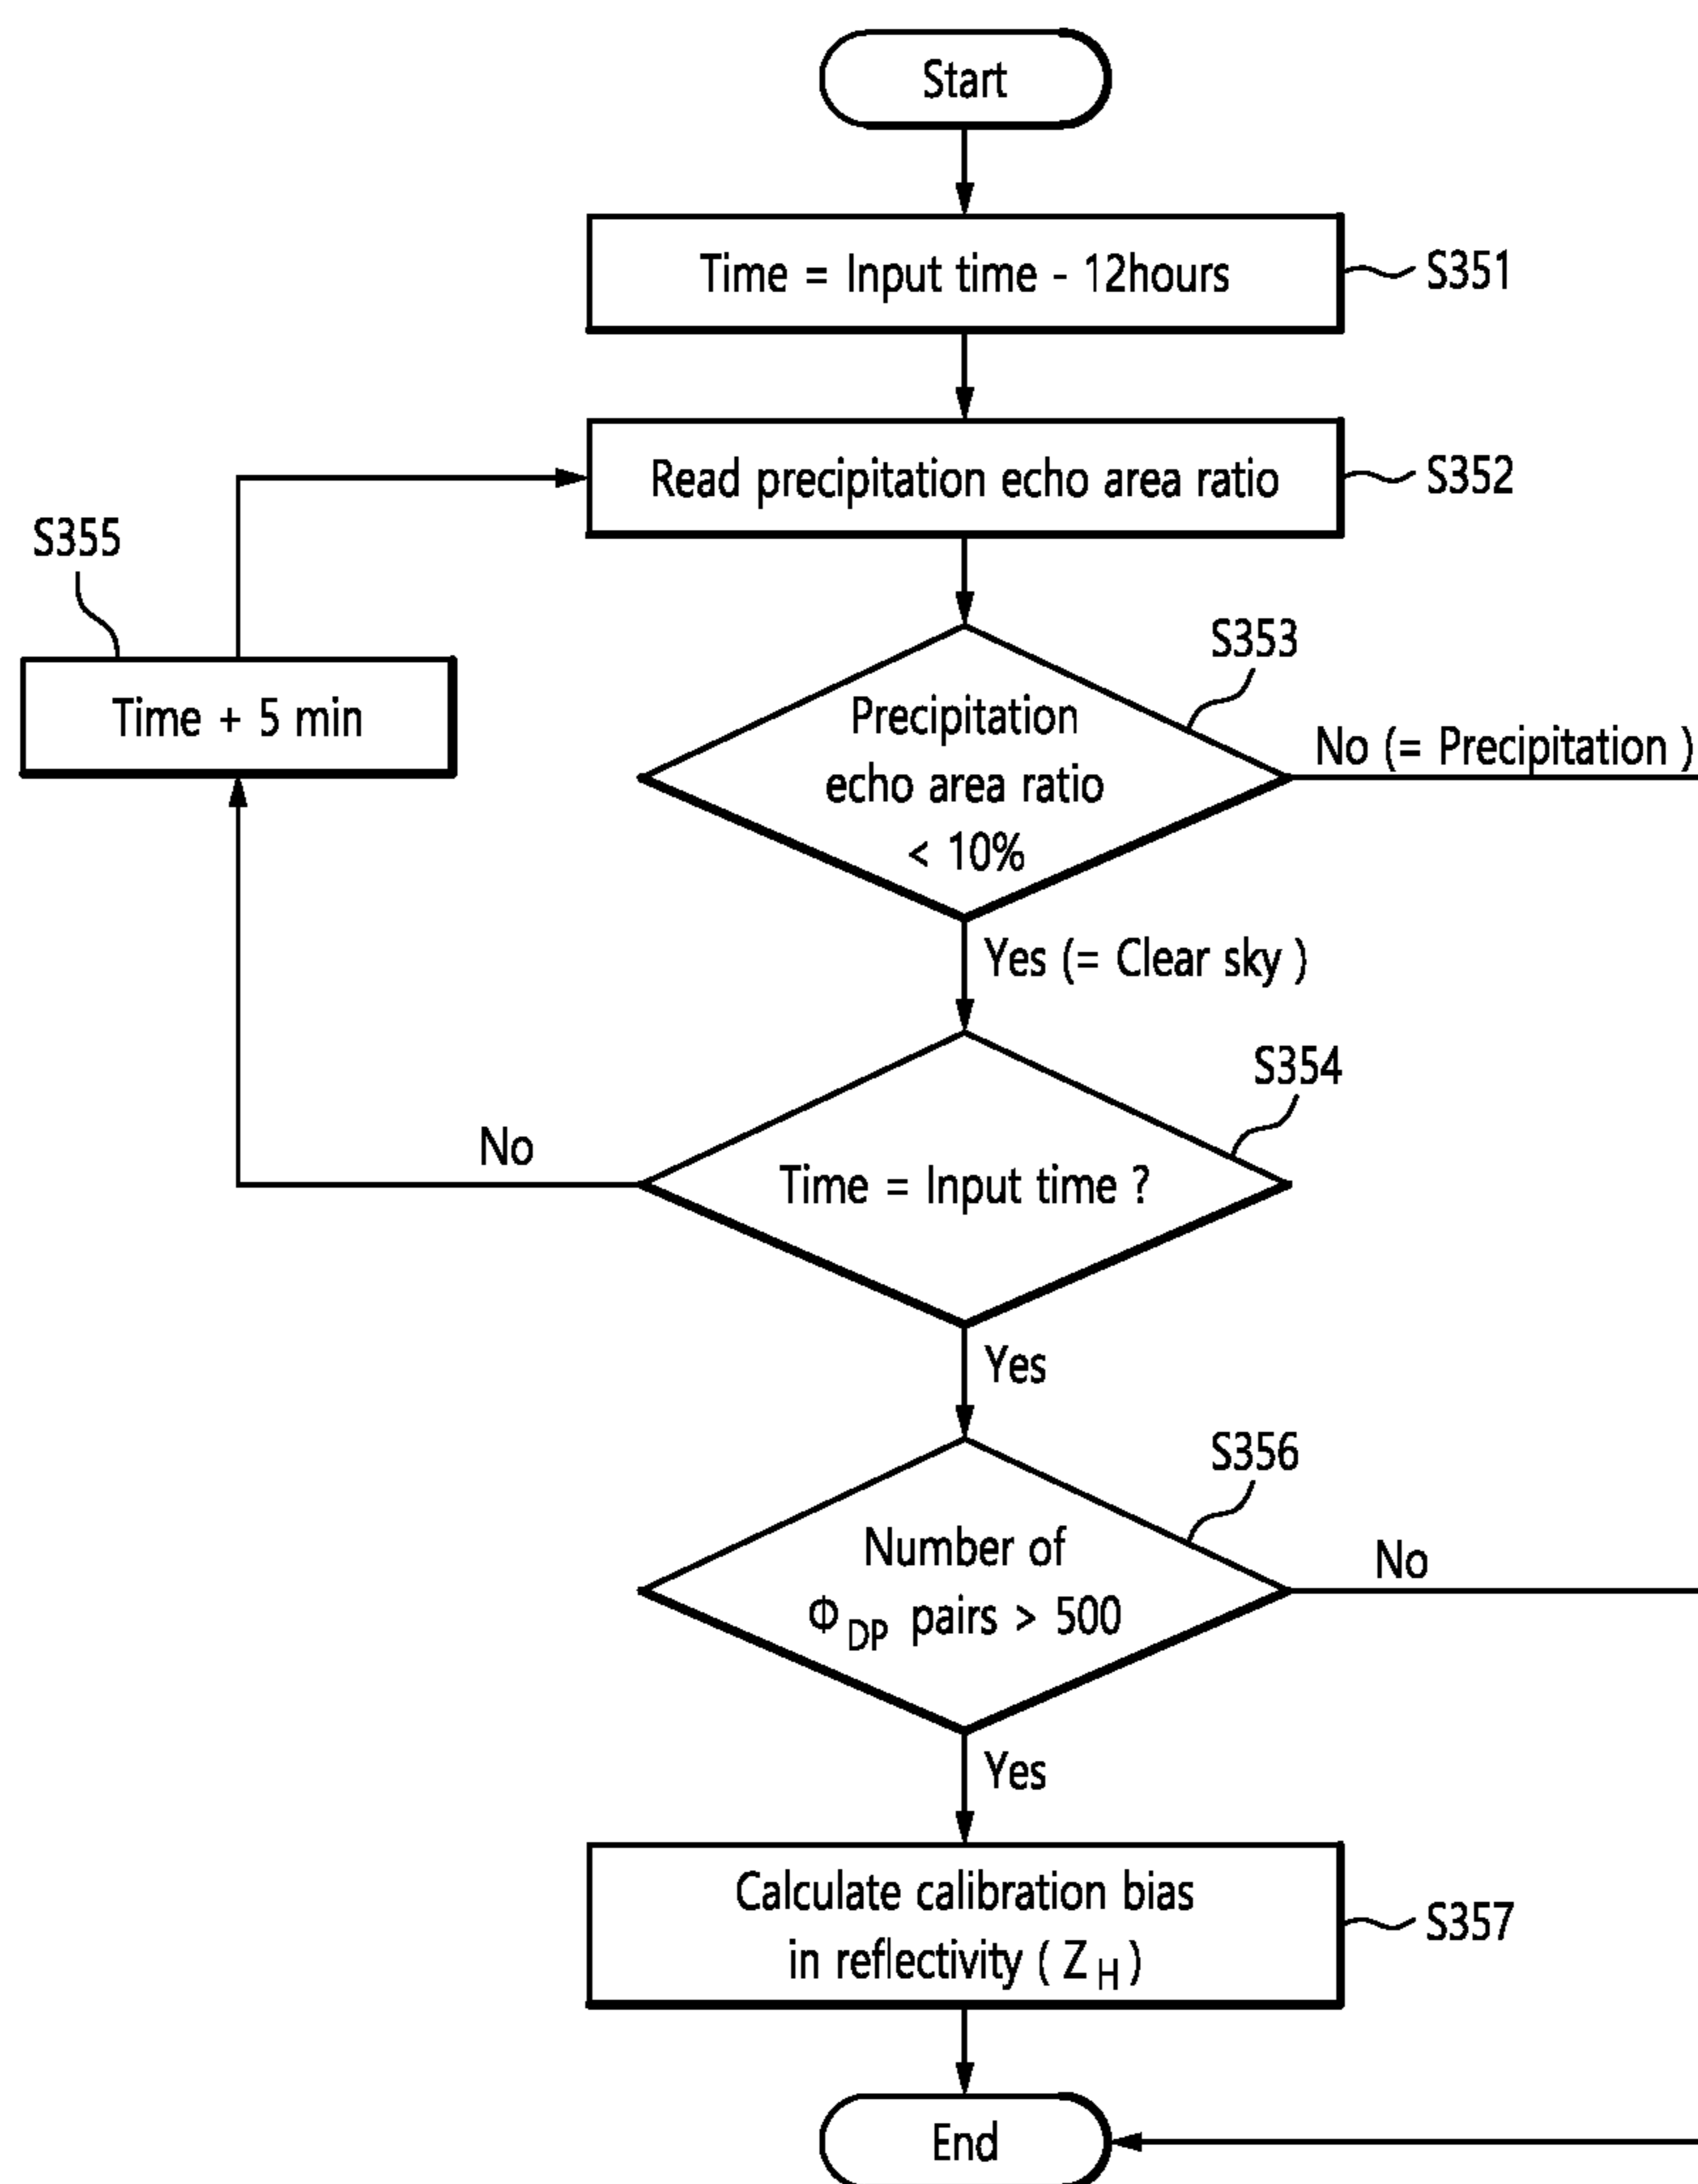 Start
Time = Input time - 12hours
S351
Read precipitation echo area ratio
S352
S355
Time + 5 min
S353
Precipitation
echo area ratio
< 10%
No (= Precipitation )
Yes (= Clear sky )
S354
Time = Input time ?
No
Yes
S356
Number of
Φ DP pairs > 500
No
Yes
Calculate calibration bias
in reflectivity ( Z H )
S357
End